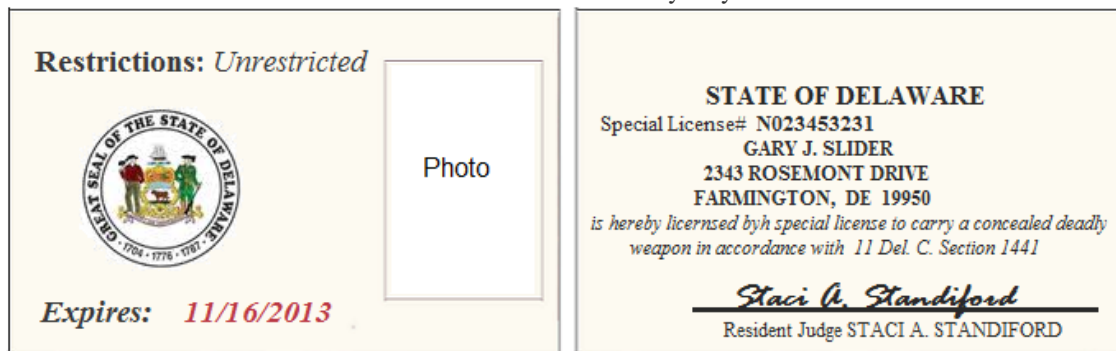 Restrictions: Unrestricted
GREAT SEAL OF THE STATE OF DELAWARE
1704 - 1776 - 1787
Photo
Expires: 11/16/2013
STATE OF DELAWARE
Special License# N023453231
GARY J. SLIDER
2343 ROSEMONT DRIVE
FARMINGTON, DE 19950
is hereby licernsed byh special license to carry a concealed deadly
weapon in accordance with 11 Del. C. Section 1441
Staci A. Standiford
Resident Judge STACI A. STANDIFORD